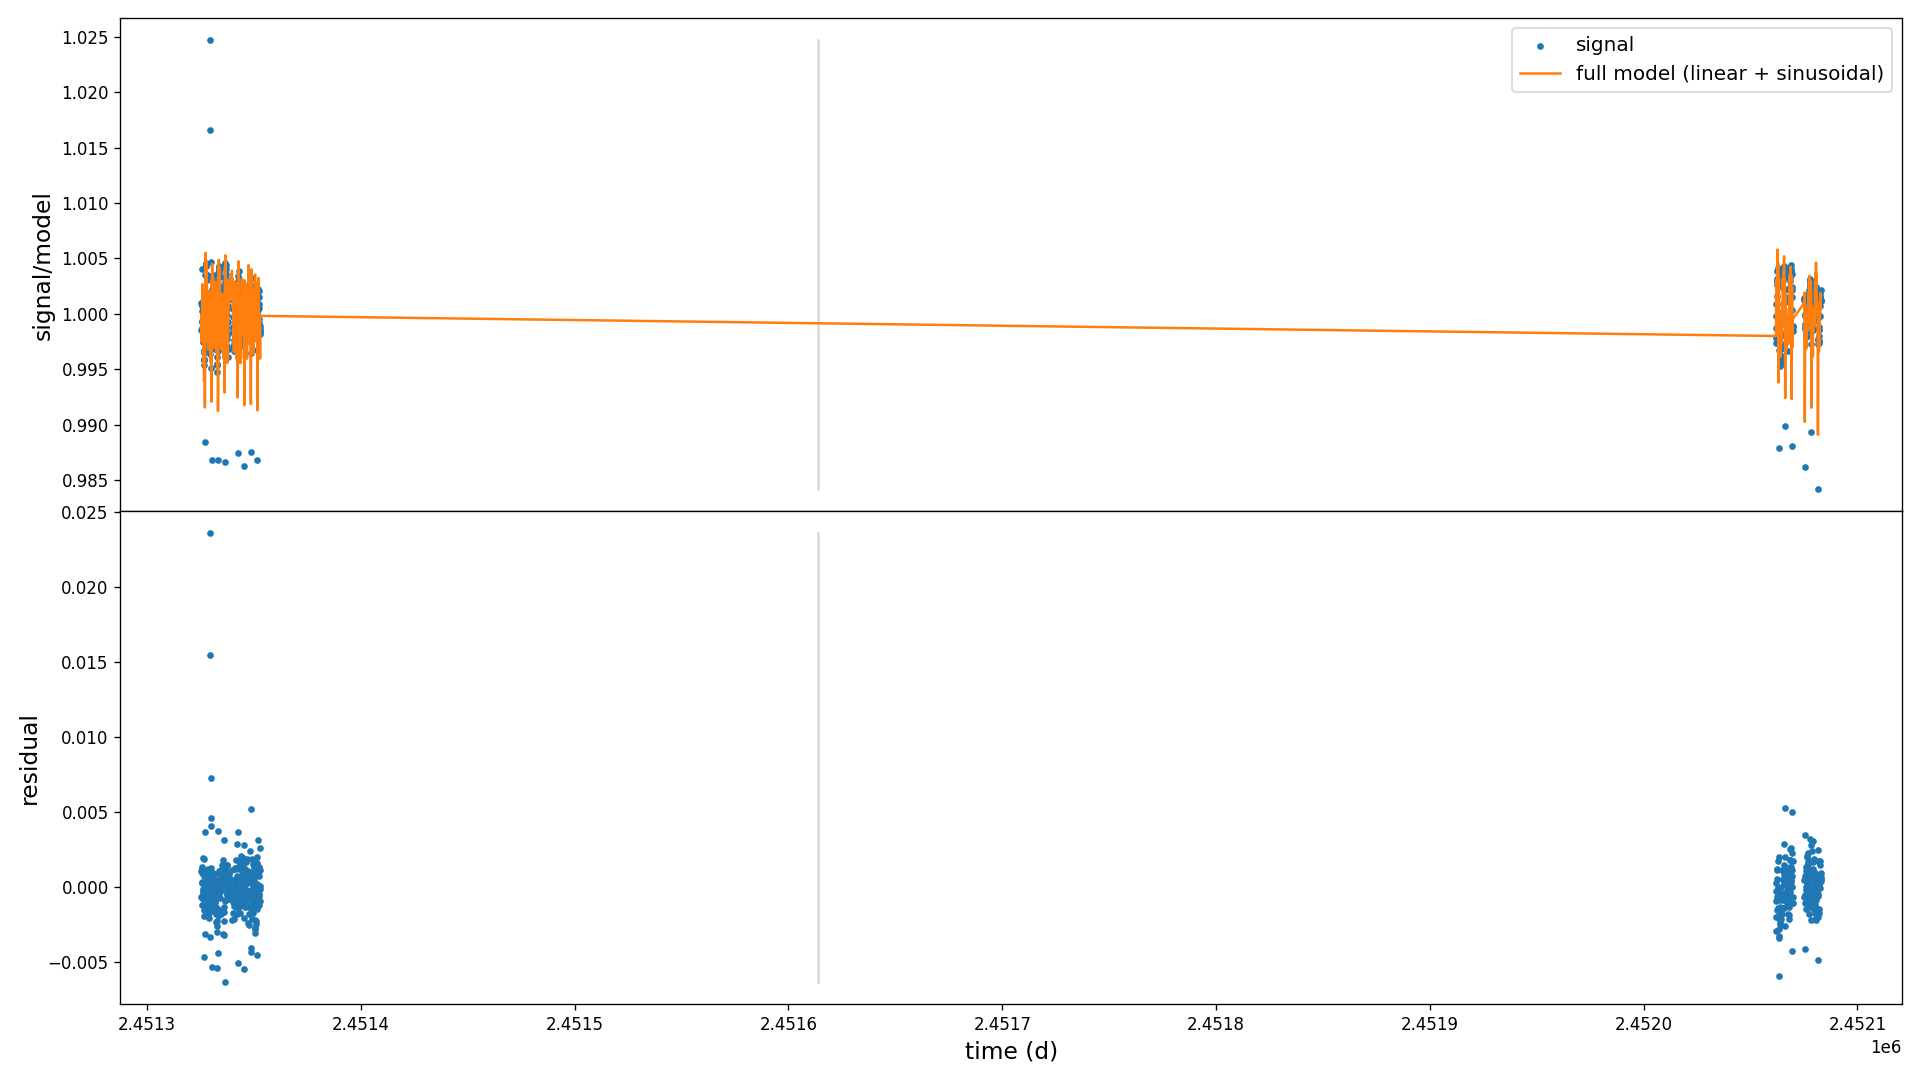 1.025
1.020
1.015
1.010
1.005
1.000
0.995
0.990
0.985
signal/model
signal
full model (linear + sinusoidal)
0.025
0.020
0.015
0.010
0.005
0.000
−0.005
residual
2.4513 2.4514 2.4515 2.4516 2.4517 2.4518 2.4519 2.4520 2.4521
1e6
time (d)